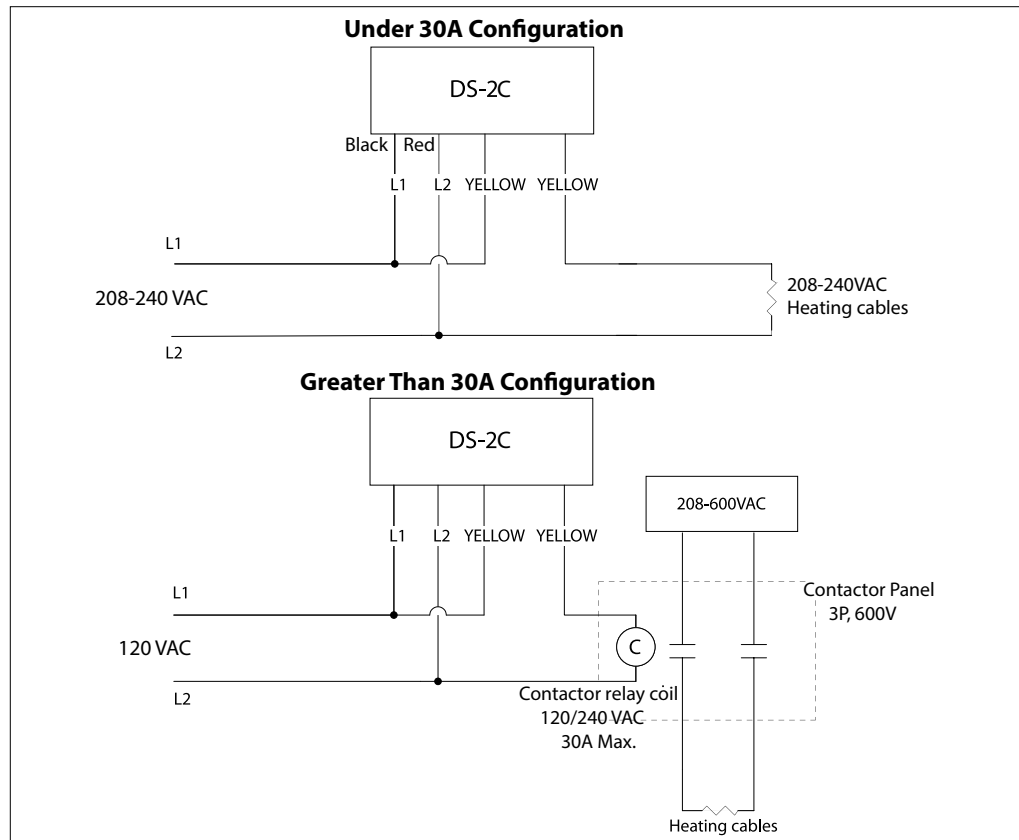 Under 30A Configuration
DS-2C
Black Red
L1 L2 YELLOW YELLOW
L1
208-240 VAC
L2
208-240VAC
Heating cables
Greater Than 30A Configuration
DS-2C
L1 L2 YELLOW YELLOW
208-600VAC
L1
120 VAC
L2
C
Contactor Panel
3P, 600V
Contactor relay coil
120/240 VAC
30A Max.
Heating cables